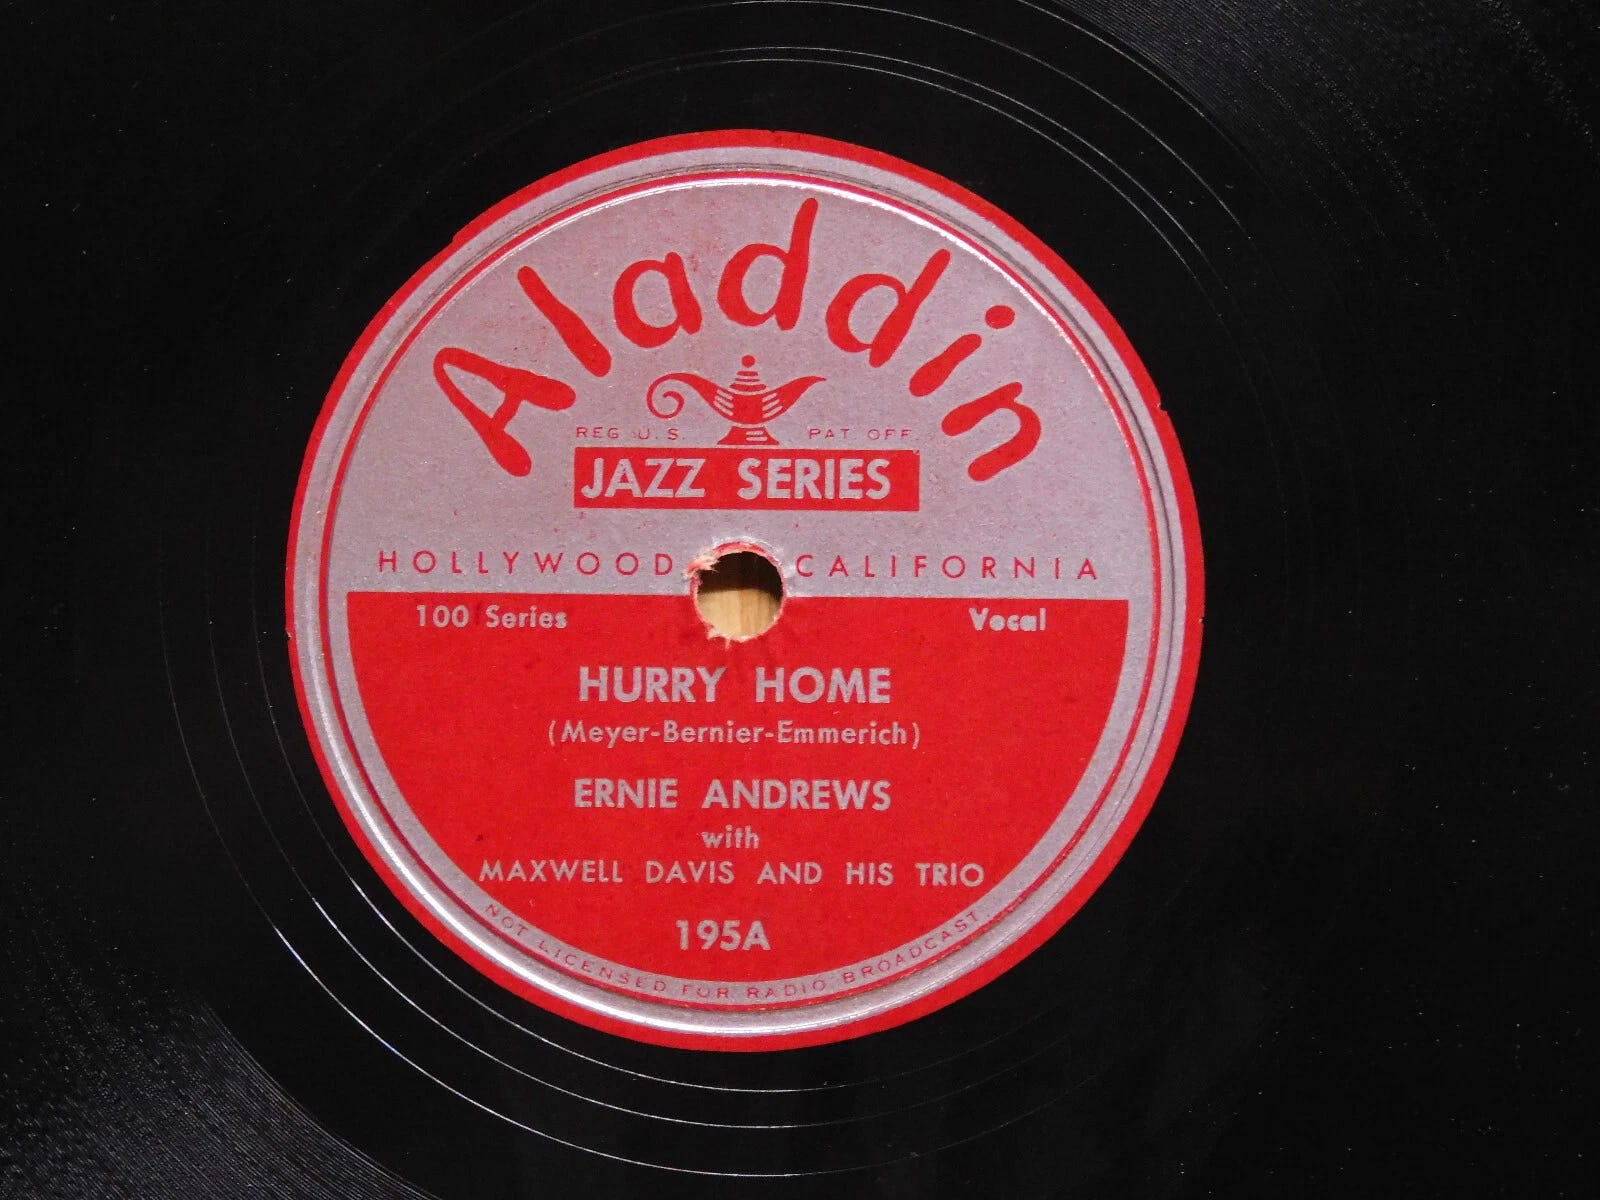 Aladdin
REG. U. S. PAT. OFF.
JAZZ SERIES
HOLLYWOOD CALIFORNIA
100 Series Vocal
HURRY HOME
(Meyer-Bernier-Emmerich)
ERNIE ANDREWS
with
MAXWELL DAVIS AND HIS TRIO
195A
NOT LICENSED FOR RADIO BROADCAST